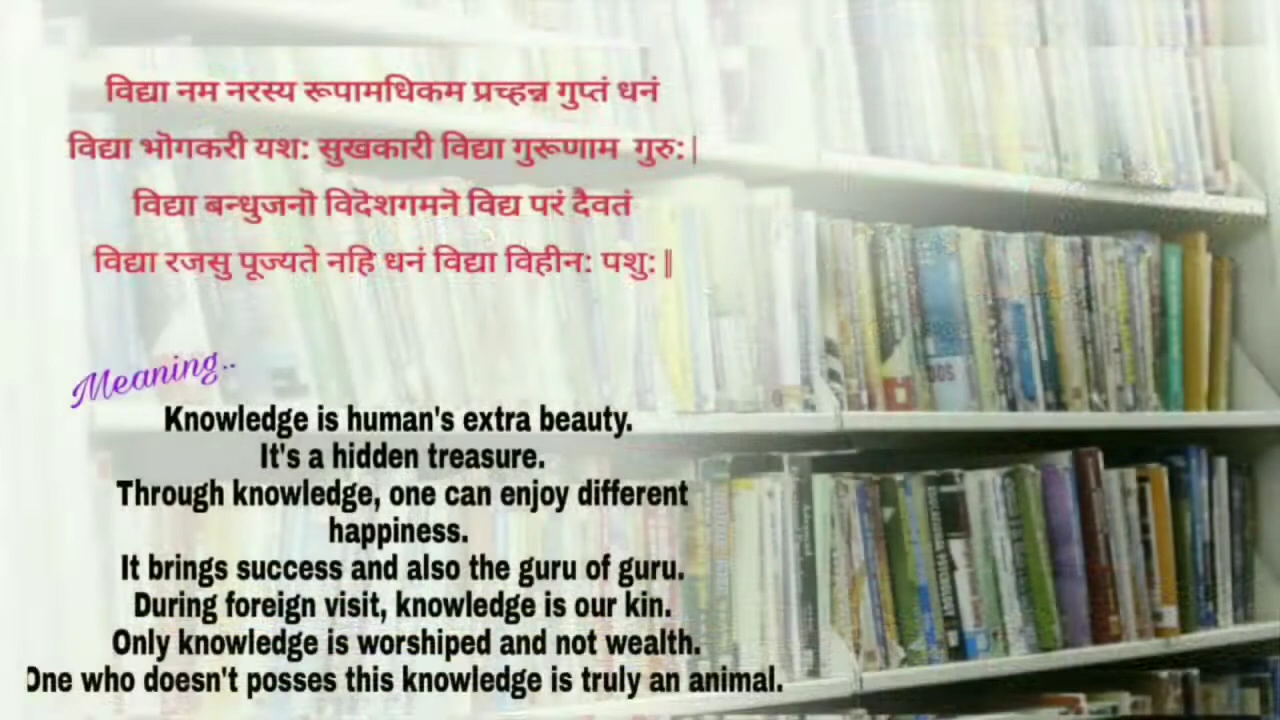 विद्या नम नरस्य रूपामधिकम प्रच्हन्न गुप्तं धनं
विद्या भॊगकरी यश: सुखकारी विद्या गुरूणाम गुरु:|
विद्या बन्धुजनॊ विदॆशगमनॆ विद्य परं दैवतं
विद्या रजसु पूज्यते नहि धनं विद्या विहीन: पशु:‖
Meaning..
Knowledge is human's extra beauty.
It's a hidden treasure.
Through knowledge, one can enjoy different
happiness.
It brings success and also the guru of guru.
During foreign visit, knowledge is our kin.
Only knowledge is worshiped and not wealth.
One who doesn't posses this knowledge is truly an animal.